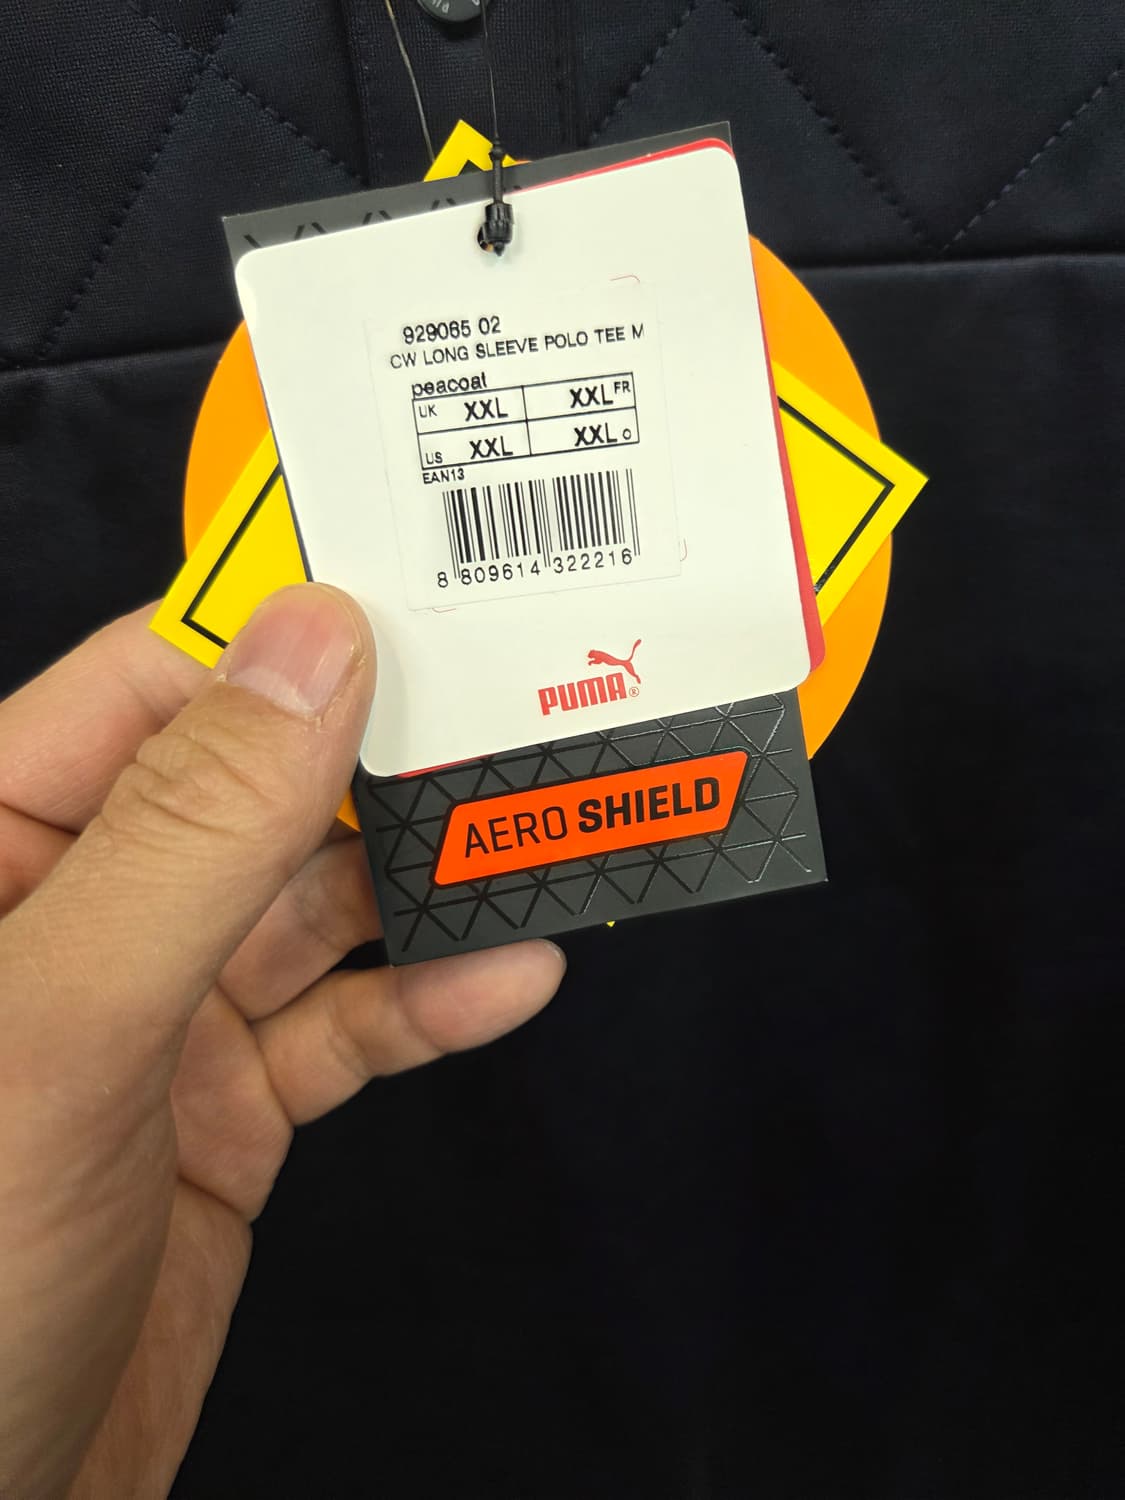 929065 02
CW LONG SLEEVE POLO TEE M
peacoat
UK XXL XXL FR
US XXL XXL O
EAN13
8 809614 322216
PUMA®
AERO SHIELD